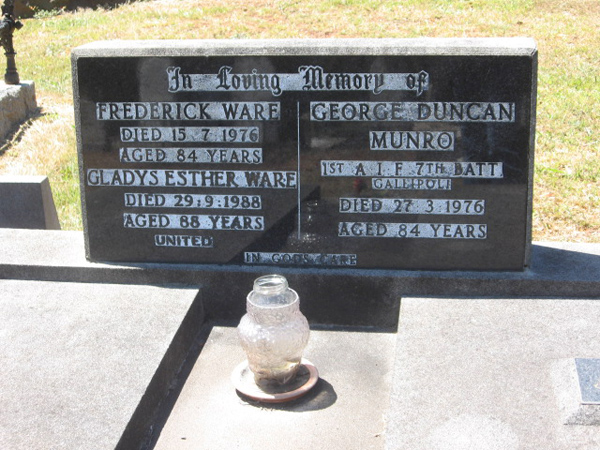 In Loving Memory of
FREDERICK WARE
DIED 15·7·1976
AGED 84 YEARS
GLADYS ESTHER WARE
DIED 29·9·1988
AGED 88 YEARS
UNITED
GEORGE DUNCAN
MUNRO
1ST A.I.F. 7TH BATT.
GALLIPOLI
DIED 27·3·1976
AGED 84 YEARS
IN GOD'S CARE